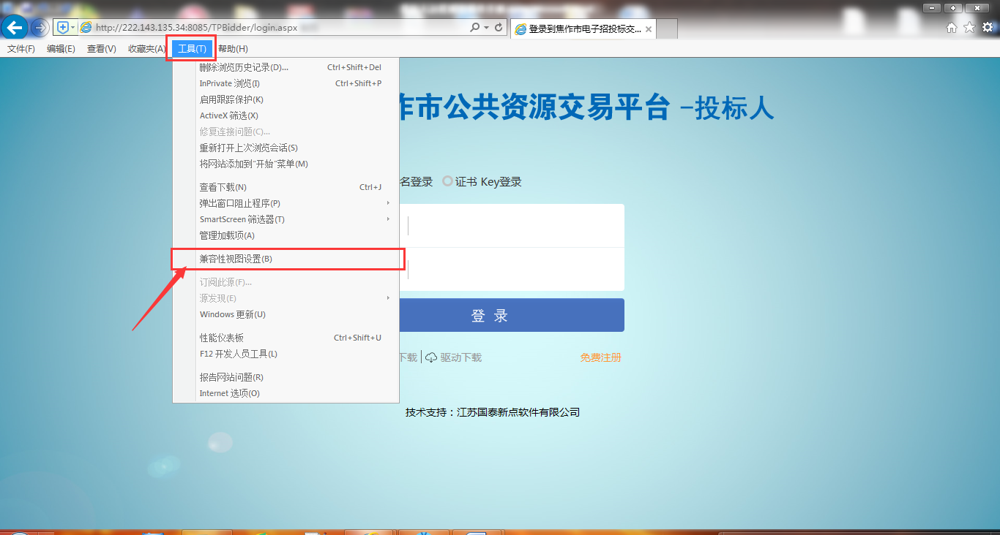 http://222.143.135.34:8085/TPBidder/login.aspx
登录到焦作市电子招投标交...
文件(F) 编辑(E) 查看(V) 收藏夹(A) 工具(T) 帮助(H)
删除浏览历史记录(D)... Ctrl+Shift+Del
InPrivate 浏览(I) Ctrl+Shift+P
启用跟踪保护(K)
ActiveX 筛选(X)
修复连接问题(C)...
重新打开上次浏览会话(S)
将网站添加到"开始"菜单(M)
查看下载(N) Ctrl+J
弹出窗口阻止程序(P)
SmartScreen 筛选器(T)
管理加载项(A)
兼容性视图设置(B)
订阅此源(F)...
源发现(E)
Windows 更新(U)
性能仪表板 Ctrl+Shift+U
F12 开发人员工具(L)
报告网站问题(R)
Internet 选项(O)
作市公共资源交易平台 -投标人
名登录 证书 Key登录
登 录
下载 驱动下载 免费注册
技术支持：江苏国泰新点软件有限公司